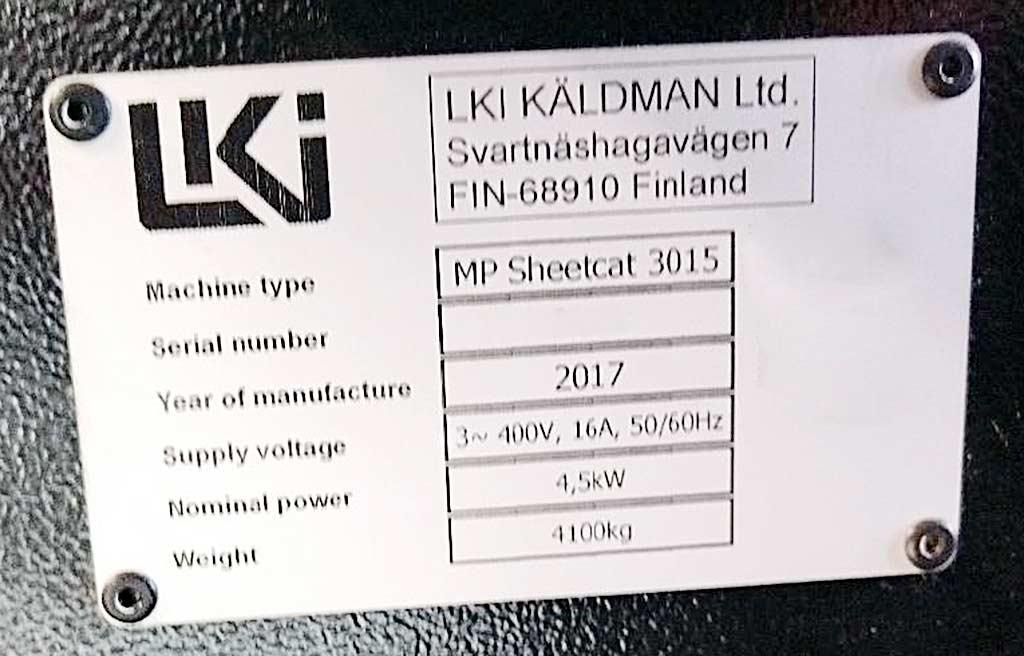 LKI
LKI KÄLDMAN Ltd.
Svartnäshagavägen 7
FIN-68910 Finland
Machine type MP Sheetcat 3015
Serial number
Year of manufacture 2017
Supply voltage 3~ 400V, 16A, 50/60Hz
Nominal power 4,5kW
Weight 4100kg